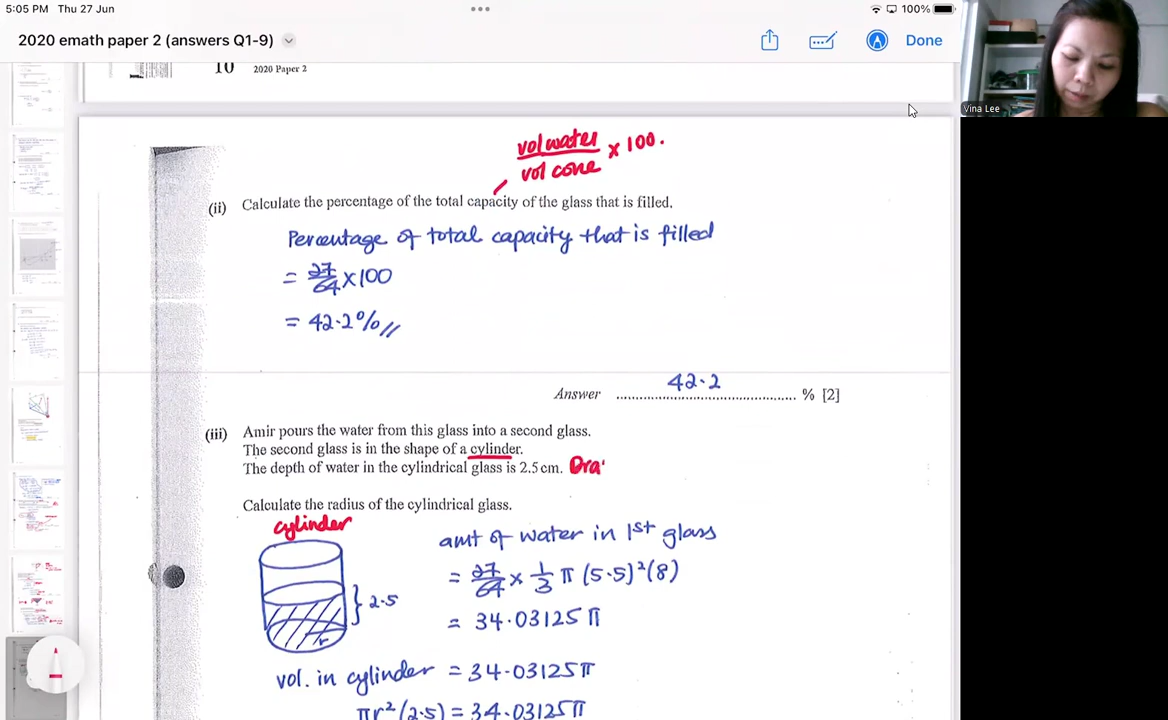 5:05 PM Thu 27 Jun
100%
2020 emath paper 2 (answers Q1-9)
Done
Vina Lee
10 2020 Paper 2
vol water
vol cone × 100.
(ii) Calculate the percentage of the total capacity of the glass that is filled.
Percentage of total capacity that is filled
= 27/64 × 100
= 42.2% //
42.2
Answer ............................................. % [2]
(iii) Amir pours the water from this glass into a second glass.
The second glass is in the shape of a cylinder.
The depth of water in the cylindrical glass is 2.5 cm. Dra
Calculate the radius of the cylindrical glass.
cylinder
amt of water in 1st glass
= 27/64 × 1/3 π (5.5)²(8)
} 2.5
= 34.03125 π
r
vol. in cylinder = 34.03125π
πr²(2.5) = 34.03125π